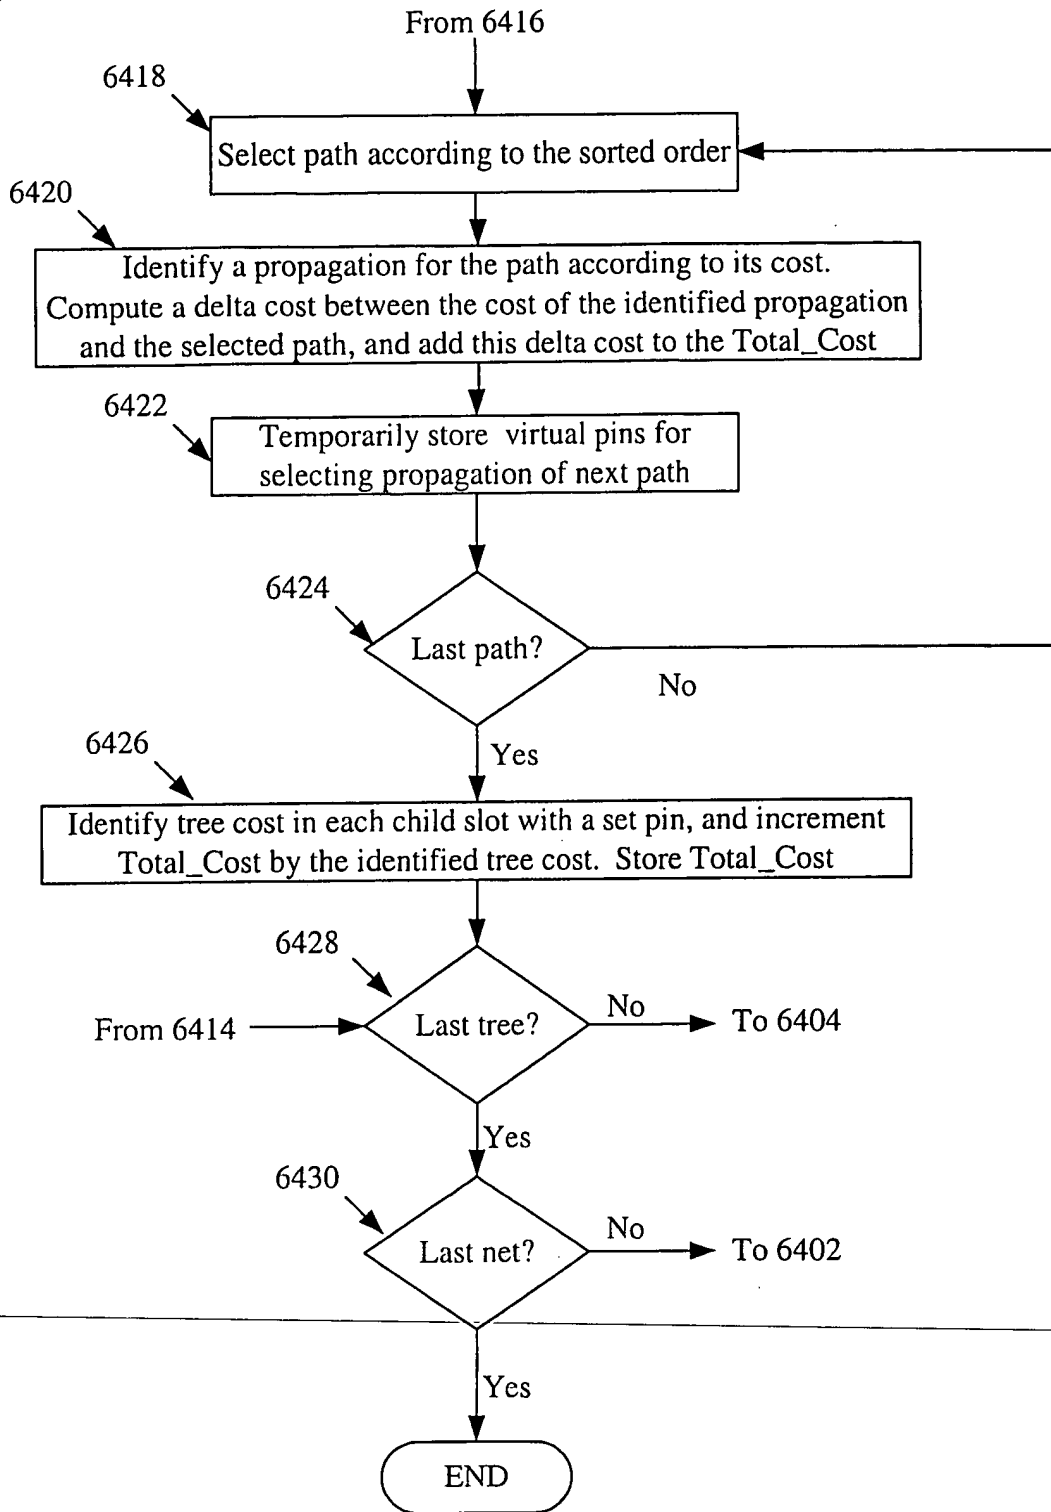 From 6416
6418
Select path according to the sorted order
6420
Identify a propagation for the path according to its cost.
Compute a delta cost between the cost of the identified propagation
and the selected path, and add this delta cost to the Total_Cost
6422
Temporarily store virtual pins for
selecting propagation of next path
6424
Last path?
No
Yes
6426
Identify tree cost in each child slot with a set pin, and increment
Total_Cost by the identified tree cost. Store Total_Cost
6428
From 6414
Last tree?
No
To 6404
Yes
6430
Last net?
No
To 6402
Yes
END